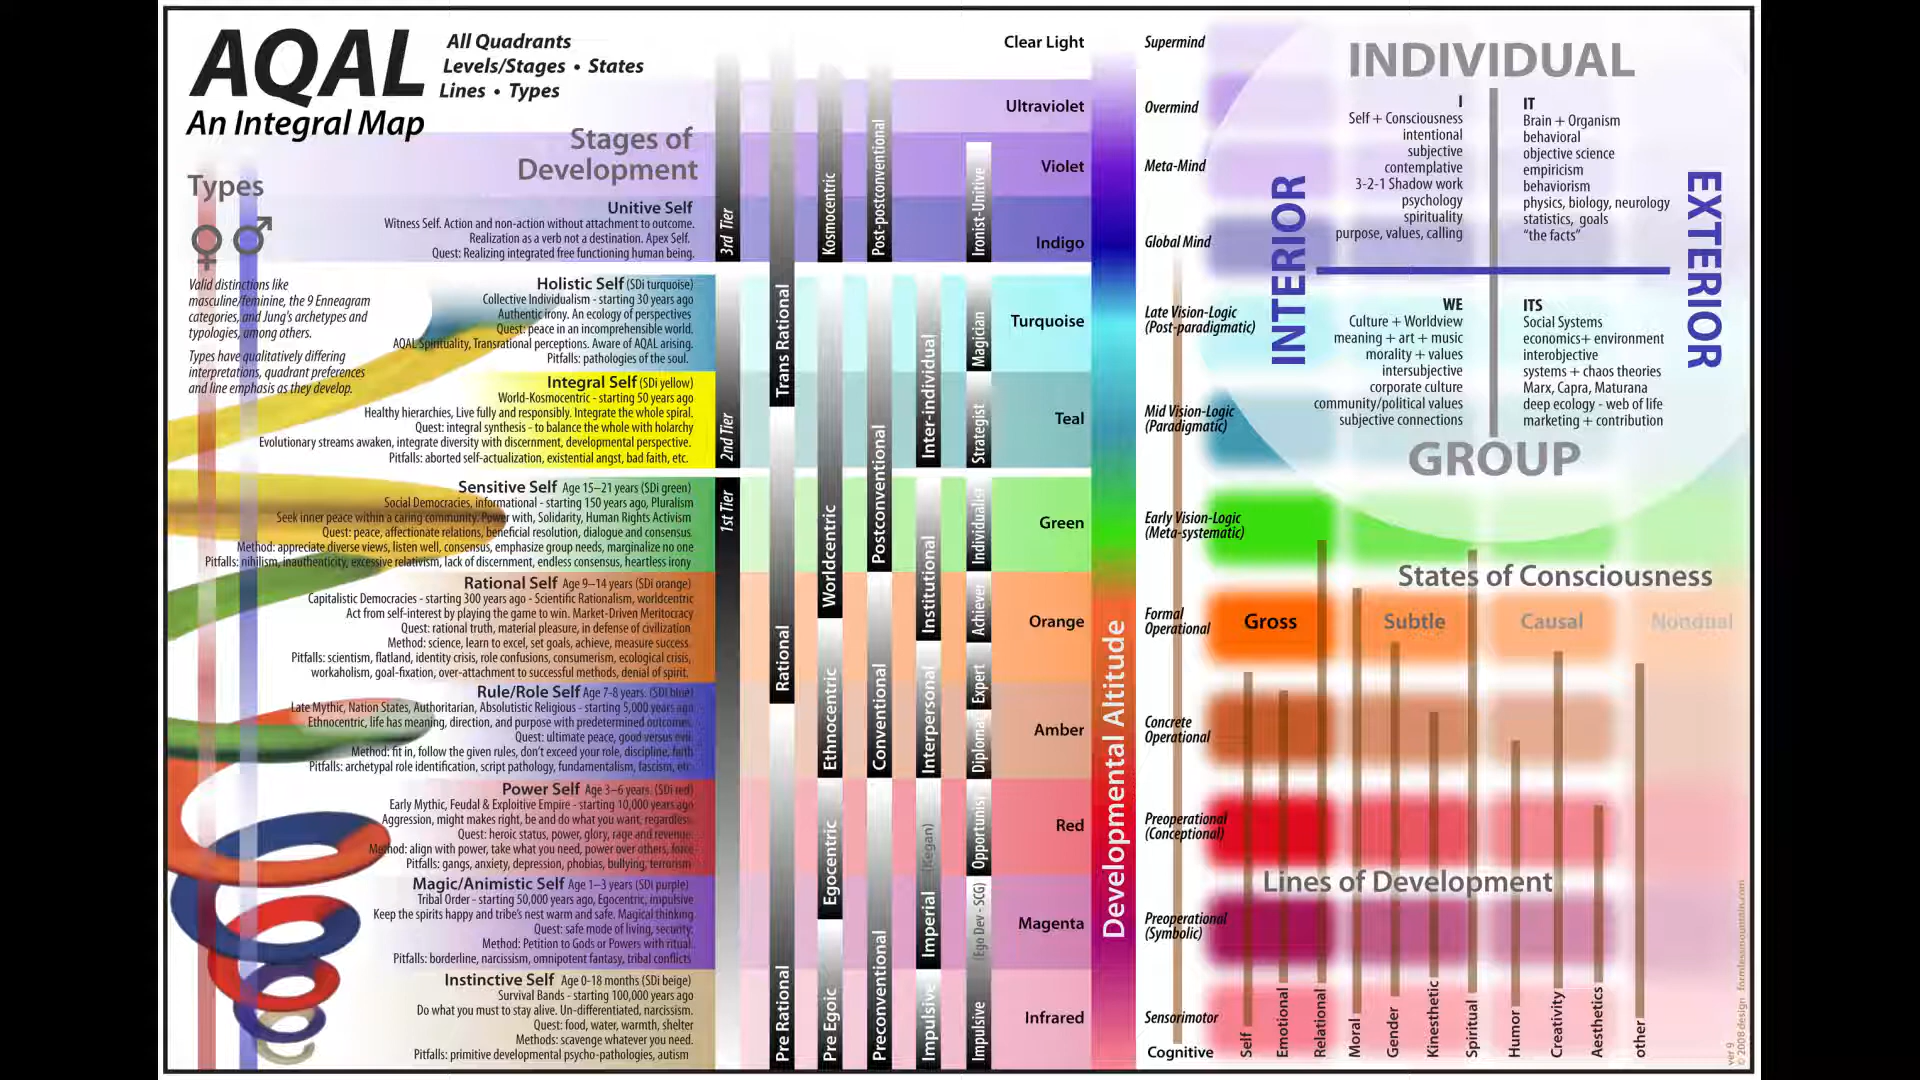 AQAL
An Integral Map
All Quadrants
Levels/Stages • States
Lines • Types
Stages of
Development
Types
Valid distinctions like
masculine/feminine, the 9 Enneagram
categories, and Jung's archetypes and
typologies, among others.
Types have qualitatively differing
interpretations, quadrant preferences
and line emphasis as they develop.
Unitive Self
Witness Self. Action and non-action without attachment to outcome.
Realization as a verb not a destination. Apex Self.
Quest: Realizing integrated free functioning human being.
Holistic Self (SDi turquoise)
Collective Individualism - starting 30 years ago
Authentic irony. An ecology of perspectives
Quest: peace in an incomprehensible world.
AQAL Spirituality, Transrational perceptions. Aware of AQAL arising.
Pitfalls: pathologies of the soul.
Integral Self (SDi yellow)
World-Kosmocentric - starting 50 years ago
Healthy hierarchies, Live fully and responsibly. Integrate the whole spiral.
Quest: integral synthesis - to balance the whole with holarchy
Evolutionary streams awaken, integrate diversity with discernment, developmental perspective.
Pitfalls: aborted self-actualization, existential angst, bad faith, etc.
Sensitive Self Age 15–21 years (SDi green)
Social Democracies, informational - starting 150 years ago, Pluralism
Seek inner peace within a caring community. Power with, Solidarity, Human Rights Activism
Quest: peace, affectionate relations, beneficial resolution, dialogue and consensus.
Method: appreciate diverse views, listen well, consensus, emphasize group needs, marginalize no one
Pitfalls: nihilism, inauthenticity, excessive relativism, lack of discernment, endless consensus, heartless irony
Rational Self Age 9–14 years (SDi orange)
Capitalistic Democracies - starting 300 years ago - Scientific Rationalism, worldcentric
Act from self-interest by playing the game to win. Market-Driven Meritocracy
Quest: rational truth, material pleasure, in defense of civilization
Method: science, learn to excel, set goals, achieve, measure success.
Pitfalls: scientism, flatland, identity crisis, role confusions, consumerism, ecological crisis,
workaholism, goal-fixation, over-attachment to successful methods, denial of spirit.
Rule/Role Self Age 7-8 years. (SDi blue)
Late Mythic, Nation States, Authoritarian, Absolutistic Religious - starting 5,000 years ago
Ethnocentric, life has meaning, direction, and purpose with predetermined outcomes.
Quest: ultimate peace, good versus evil.
Method: fit in, follow the given rules, don't exceed your role, discipline, faith
Pitfalls: archetypal role identification, script pathology, fundamentalism, fascism, etc
Power Self Age 3–6 years. (SDi red)
Early Mythic, Feudal & Exploitive Empire - starting 10,000 years ago
Aggression, might makes right, be and do what you want, regardless.
Quest: heroic status, power, glory, rage and revenue.
Method: align with power, take what you need, power over others, force
Pitfalls: gangs, anxiety, depression, phobias, bullying, terrorism
Magic/Animistic Self Age 1–3 years (SDi purple)
Tribal Order - starting 50,000 years ago, Egocentric, impulsive
Keep the spirits happy and tribe's nest warm and safe. Magical thinking.
Quest: safe mode of living, security.
Method: Petition to Gods or Powers with ritual.
Pitfalls: borderline, narcissism, omnipotent fantasy, tribal conflicts
Instinctive Self Age 0-18 months (SDi beige)
Survival Bands - starting 100,000 years ago
Do what you must to stay alive. Un-differentiated, narcissism.
Quest: food, water, warmth, shelter
Methods: scavenge whatever you need.
Pitfalls: primitive developmental psycho-pathologies, autism
3rd Tier
2nd Tier
1st Tier
Trans Rational
Rational
Pre Rational
Kosmocentric
Worldcentric
Ethnocentric
Egocentric
Pre Egoic
Post-postconventional
Postconventional
Conventional
Preconventional
Inter-individual
Institutional
Interpersonal
(Kegan)
Imperial
Impulsive
Ironist-Unitive
Magician
Strategist
Individualist
Achiever
Expert
Diplomat
Opportunist
(Ego Dev - SCG)
Impulsive
Clear Light
Ultraviolet
Violet
Indigo
Turquoise
Teal
Green
Orange
Amber
Red
Magenta
Infrared
Developmental Altitude
Supermind
Overmind
Meta-Mind
Global Mind
Late Vision-Logic
(Post-paradigmatic)
Mid Vision-Logic
(Paradigmatic)
Early Vision-Logic
(Meta-systematic)
Formal
Operational
Concrete
Operational
Preoperational
(Conceptual)
Preoperational
(Symbolic)
Sensorimotor
Cognitive
INDIVIDUAL
INTERIOR
EXTERIOR
I
Self + Consciousness
intentional
subjective
contemplative
3-2-1 Shadow work
psychology
spirituality
purpose, values, calling
IT
Brain + Organism
behavioral
objective science
empiricism
behaviorism
physics, biology, neurology
statistics, goals
"the facts"
WE
Culture + Worldview
meaning + art + music
morality + values
intersubjective
corporate culture
community/political values
subjective connections
ITS
Social Systems
economics+ environment
interobjective
systems + chaos theories
Marx, Capra, Maturana
deep ecology - web of life
marketing + contribution
GROUP
States of Consciousness
Gross
Subtle
Causal
Nondual
Lines of Development
Self
Emotional
Relational
Moral
Gender
Kinesthetic
Spiritual
Humor
Creativity
Aesthetics
other
ver 9
© 2008 design formlessmountain.com